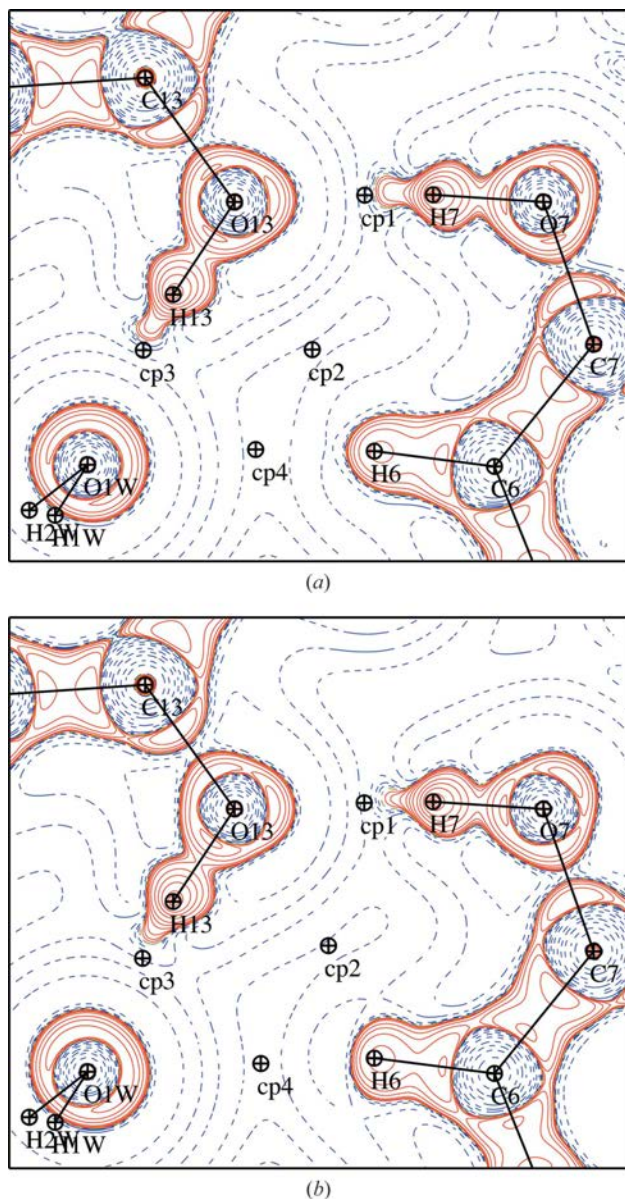 C13
O13
cp1
H7
O7
H13
C7
cp3
cp2
cp4
O1W
H6
C6
H2W
H1W
(a)
C13
O13
cp1
H7
O7
H13
C7
cp3
cp2
cp4
O1W
H6
C6
H2W
H1W
(b)